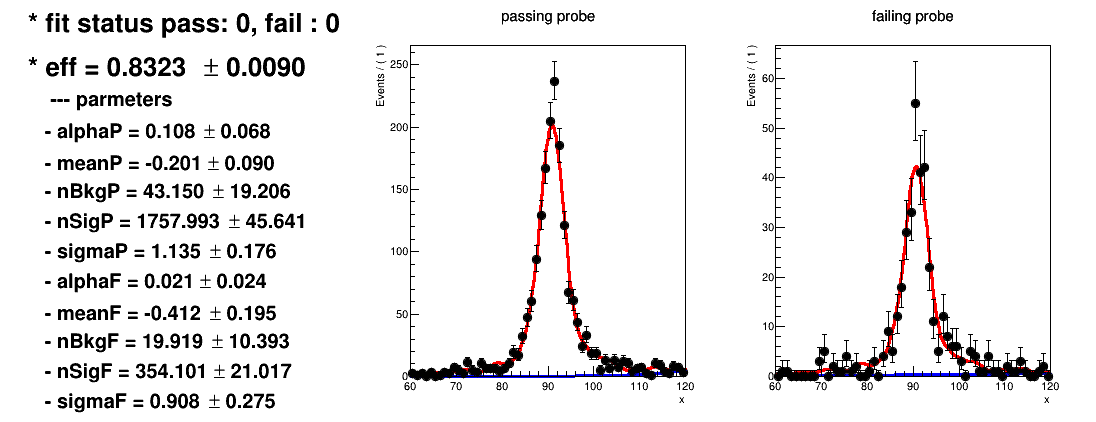 * fit status pass: 0, fail : 0
* eff = 0.8323 ± 0.0090
--- parmeters
- alphaP = 0.108 ± 0.068
- meanP = -0.201 ± 0.090
- nBkgP = 43.150 ± 19.206
- nSigP = 1757.993 ± 45.641
- sigmaP = 1.135 ± 0.176
- alphaF = 0.021 ± 0.024
- meanF = -0.412 ± 0.195
- nBkgF = 19.919 ± 10.393
- nSigF = 354.101 ± 21.017
- sigmaF = 0.908 ± 0.275
passing probe
Events / ( 1 )
250
200
150
100
50
0
60 70 80 90 100 110 120
x
failing probe
Events / ( 1 )
60
50
40
30
20
10
0
60 70 80 90 100 110 120
x